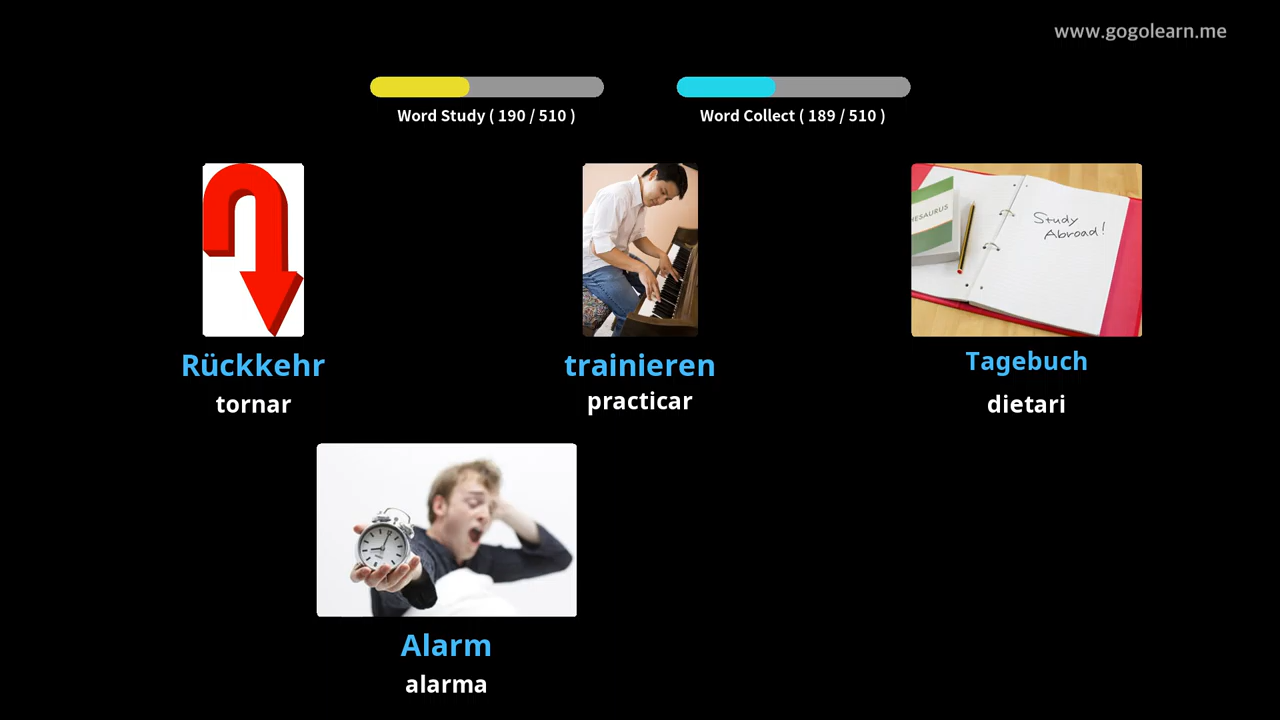 www.gogolearn.me
Word Study ( 190 / 510 )
Word Collect ( 189 / 510 )
Study
Abroad!
Rückkehr
tornar
trainieren
practicar
Tagebuch
dietari
Alarm
alarma